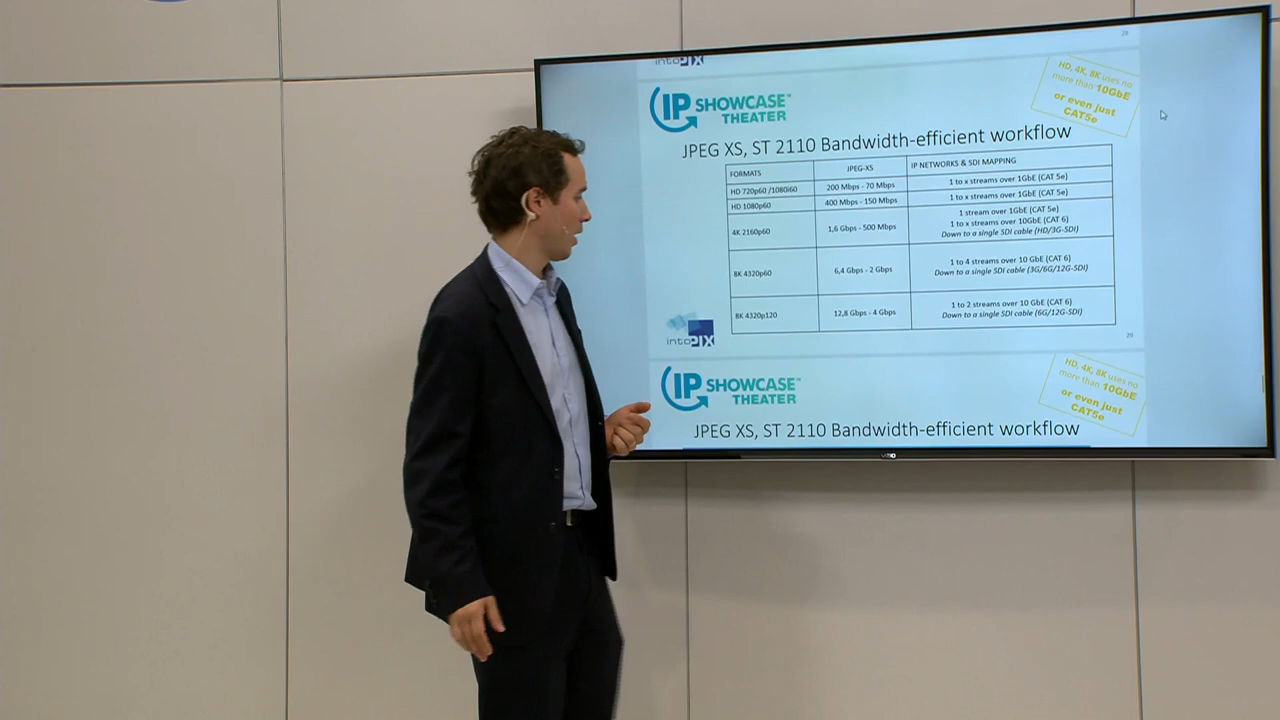 28
intoPIX
HD, 4K, 8K uses no
more than 10GbE
or even just
CAT5e
IP SHOWCASE™
THEATER
JPEG XS, ST 2110 Bandwidth-efficient workflow
FORMATS JPEG-XS IP NETWORKS & SDI MAPPING
HD 720p60 /1080i60 200 Mbps - 70 Mbps 1 to x streams over 1GbE (CAT 5e)
HD 1080p60 400 Mbps - 150 Mbps 1 to x streams over 1GbE (CAT 5e)
4K 2160p60 1,6 Gbps - 500 Mbps 1 stream over 1GbE (CAT 5e)
1 to x streams over 10GbE (CAT 6)
Down to a single SDI cable (HD/3G-SDI)
8K 4320p60 6,4 Gbps - 2 Gbps 1 to 4 streams over 10 GbE (CAT 6)
Down to a single SDI cable (3G/6G/12G-SDI)
8K 4320p120 12,8 Gbps - 4 Gbps 1 to 2 streams over 10 GbE (CAT 6)
Down to a single SDI cable (6G/12G-SDI)
intoPIX
29
HD, 4K, 8K uses no
more than 10GbE
or even just
CAT5e
IP SHOWCASE™
THEATER
JPEG XS, ST 2110 Bandwidth-efficient workflow
VIZIO